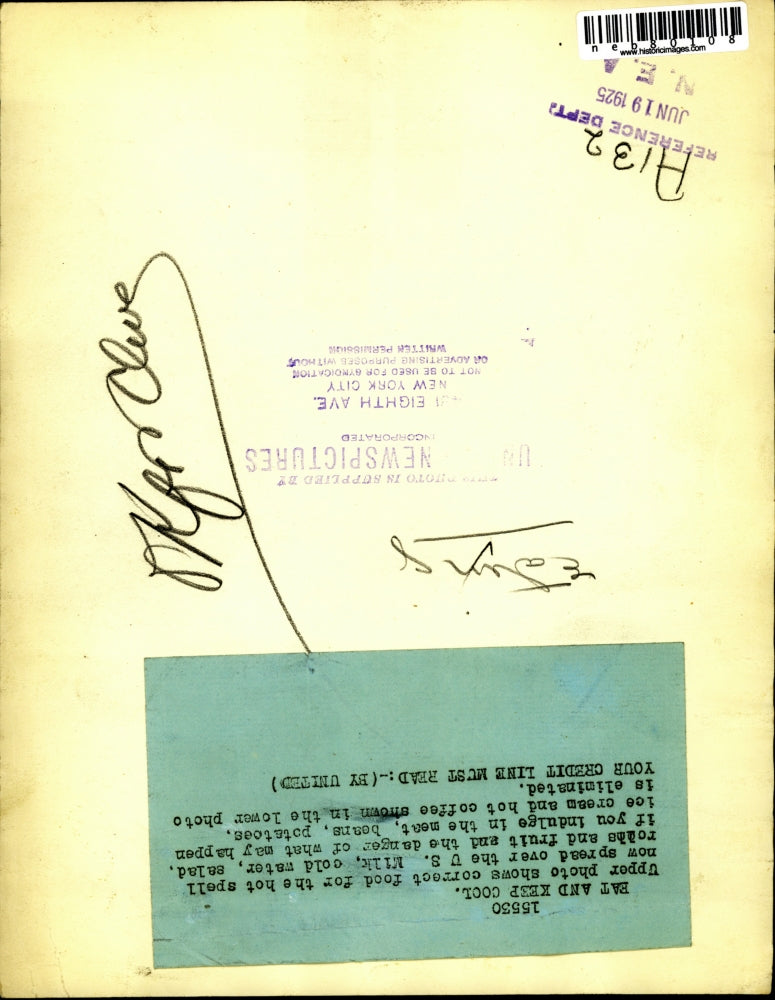 neb80108
www.historicimages.com
N. E. A
JUN 19 1925
REFERENCE DEPT.
A132
OK for Olive
PHOTO IS SUPPLIED BY
NEWSPICTURES
INCORPORATED
EIGHTH AVE.
NEW YORK CITY
NOT TO BE USED FOR SYNDICATION
OR ADVERTISING PURPOSES WITHOUT
WRITTEN PERMISSION
15530
EAT AND KEEP COOL.
Upper photo shows correct food for the hot spell
now spread over the U S. Milk, cold water, salad,
rolls and fruit and the danger of what may happen
if you indulge in the meat, beans, potatoes,
ice cream and hot coffee shown in the lower photo
is eliminated.
YOUR CREDIT LINE MUST READ:-(BY UNITED)